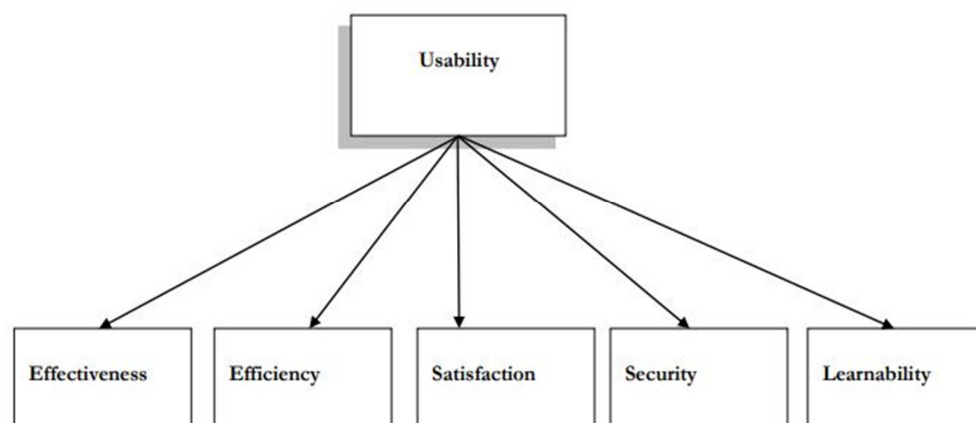 Usability
Effectiveness
Efficiency
Satisfaction
Security
Learnability